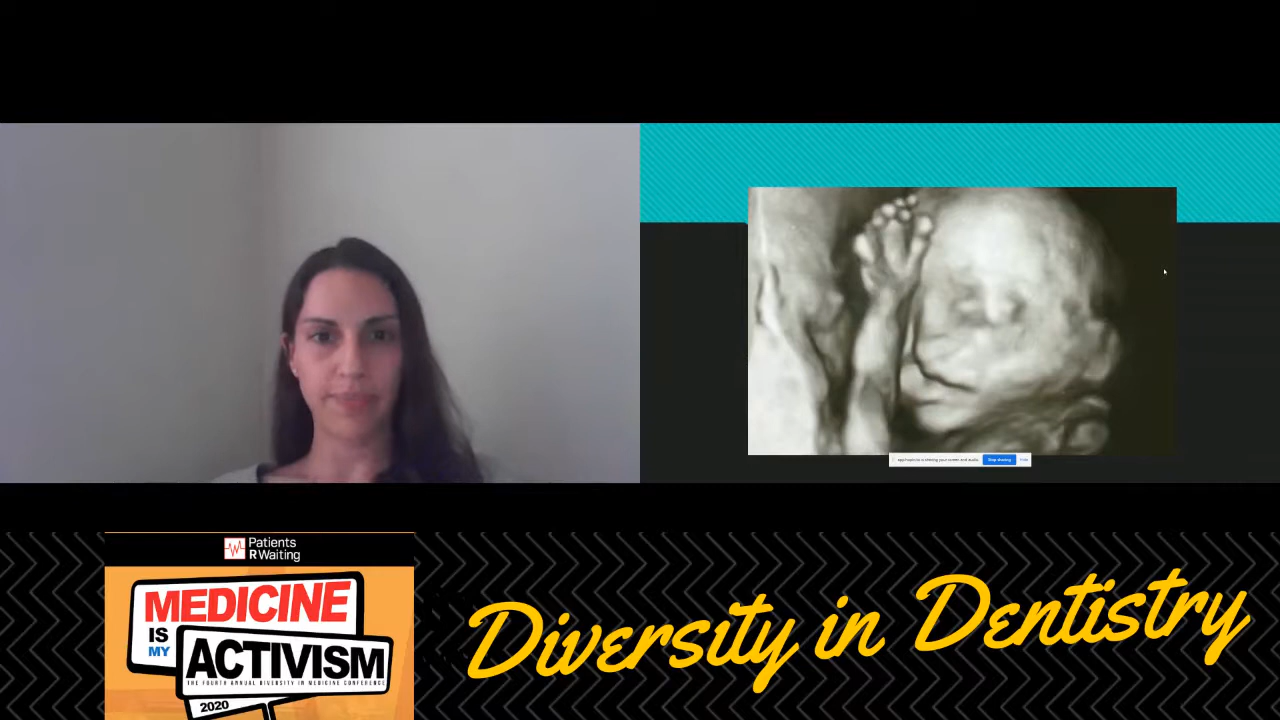 Stop sharing
Hide
Patients
R Waiting
MEDICINE
IS
MY
ACTIVISM
THE FOURTH ANNUAL DIVERSITY IN MEDICINE CONFERENCE
2020
Diversity in Dentistry